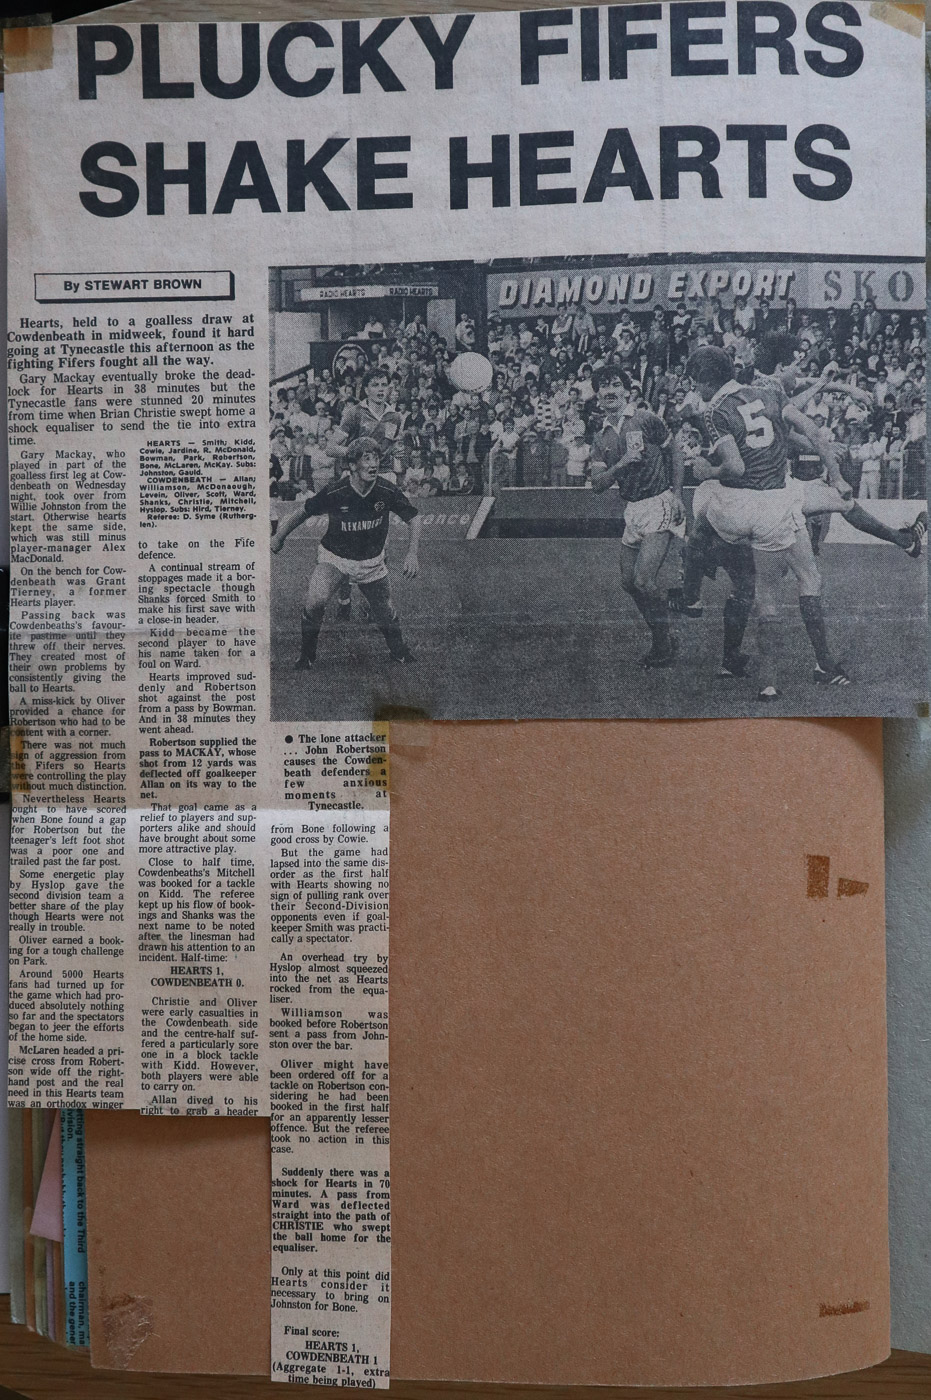 PLUCKY FIFERS
SHAKE HEARTS
By STEWART BROWN
Hearts, held to a goalless draw at
Cowdenbeath in midweek, found it hard
going at Tynecastle this afternoon as the
fighting Fifers fought all the way.
Gary Mackay eventually broke the dead-
lock for Hearts in 38 minutes but the
Tynecastle fans were stunned 20 minutes
from time when Brian Christie swept home a
shock equaliser to send the tie into extra
time.
Gary Mackay, who
played in part of the
goalless first leg at Cow-
denbeath on Wednesday
night, took over from
Willie Johnston from the
start. Otherwise hearts
kept the same side,
which was still minus
player-manager Alex
MacDonald.
On the bench for Cow-
denbeath was Grant
Tierney, a former
Hearts player.
Passing back was
Cowdenbeaths's favour-
ite pastime until they
threw off their nerves.
They created most of
their own problems by
consistently giving the
ball to Hearts.
A miss-kick by Oliver
provided a chance for
Robertson who had to be
content with a corner.
There was not much
sign of aggression from
the Fifers so Hearts
were controlling the play
without much distinction.
Nevertheless Hearts
ought to have scored
when Bone found a gap
for Robertson but the
teenager's left foot shot
was a poor one and
trailed past the far post.
Some energetic play
by Hyslop gave the
second division team a
better share of the play
though Hearts were not
really in trouble.
Oliver earned a book-
ing for a tough challenge
on Park.
Around 5000 Hearts
fans had turned up for
the game which had pro-
duced absolutely nothing
so far and the spectators
began to jeer the efforts
of the home side.
McLaren headed a pri-
cise cross from Robert-
son wide off the right-
hand post and the real
need in this Hearts team
was an orthodox winger
HEARTS — Smith; Kidd,
Cowie, Jardine, R. McDonald,
Bowman, Park, Robertson,
Bone, McLaren, McKay. Subs:
Johnston, Gauld.
COWDENBEATH — Allan;
Williamson, McDonaough,
Levein, Oliver, Scott, Ward,
Shanks, Christie, Mitchell,
Hyslop. Subs: Hird, Tierney.
Referee: D. Syme (Rutherg-
len).
to take on the Fife
defence.
A continual stream of
stoppages made it a bor-
ing spectacle though
Shanks forced Smith to
make his first save with
a close-in header.
Kidd became the
second player to have
his name taken for a
foul on Ward.
Hearts improved sud-
denly and Robertson
shot against the post
from a pass by Bowman.
And in 38 minutes they
went ahead.
Robertson supplied the
pass to MACKAY, whose
shot from 12 yards was
deflected off goalkeeper
Allan on its way to the
net.
That goal came as a
relief to players and sup-
porters alike and should
have brought about some
more attractive play.
Close to half time,
Cowdenbeaths's Mitchell
was booked for a tackle
on Kidd. The referee
kept up his flow of book-
ings and Shanks was the
next name to be noted
after the linesman had
drawn his attention to an
incident. Half-time:
HEARTS 1,
COWDENBEATH 0.
Christie and Oliver
were early casualties in
the Cowdenbeath side
and the centre-half suf-
fered a particularly sore
one in a block tackle
with Kidd. However,
both players were able
to carry on.
Allan dived to his
right to grab a header
RADIO HEARTS
RADIO HEARTS
DIAMOND EXPORT
SKO
5
ALEXANDERS
● The lone attacker
... John Robertson
causes the Cowden-
beath defenders a
few anxious
moments at
Tynecastle.
from Bone following a
good cross by Cowie.
But the game had
lapsed into the same dis-
order as the first half
with Hearts showing no
sign of pulling rank over
their Second-Division
opponents even if goal-
keeper Smith was practi-
cally a spectator.
An overhead try by
Hyslop almost squeezed
into the net as Hearts
rocked from the equa-
liser.
Williamson was
booked before Robertson
sent a pass from John-
ston over the bar.
Oliver might have
been ordered off for a
tackle on Robertson con-
sidering he had been
booked in the first half
for an apparently lesser
offence. But the referee
took no action in this
case.
Suddenly there was a
shock for Hearts in 70
minutes. A pass from
Ward was deflected
straight into the path of
CHRISTIE who swept
the ball home for the
equaliser.
Only at this point did
Hearts consider it
necessary to bring on
Johnston for Bone.
Final score:
HEARTS 1,
COWDENBEATH 1
(Aggregate 1-1, extra
time being played)
etting straight back to the Third
vision.
chairman, ma
and the gener